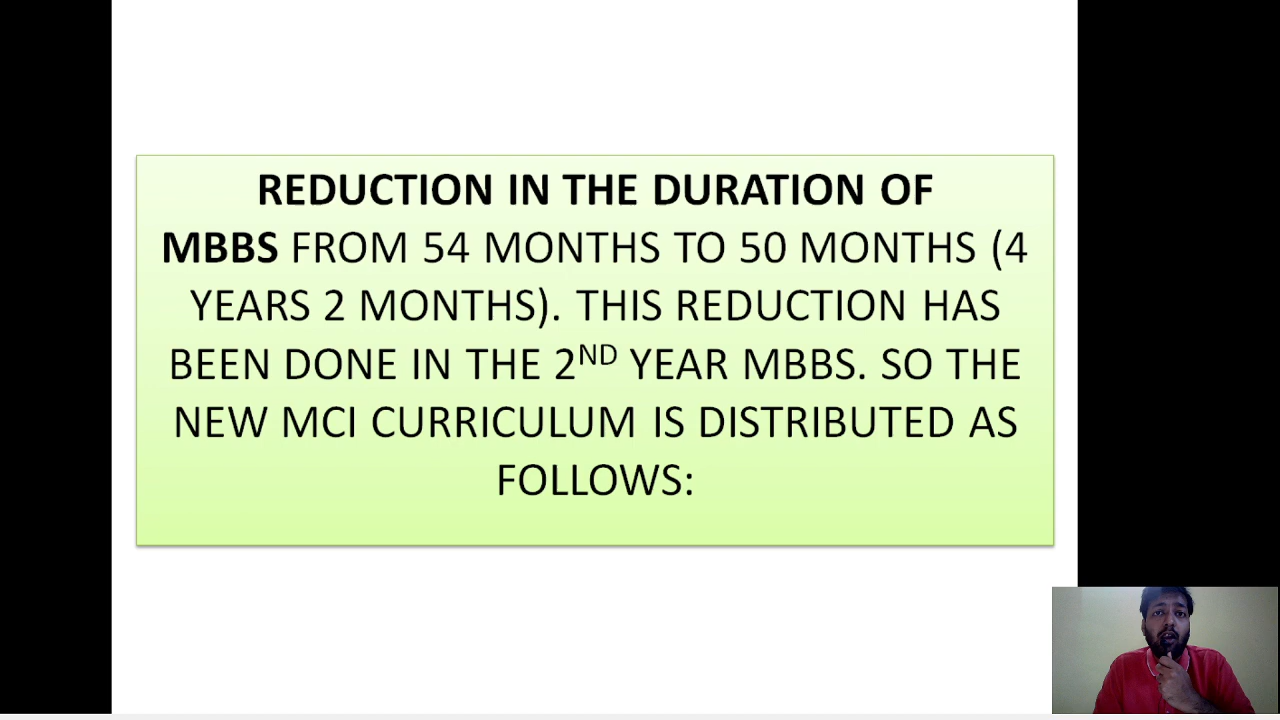 REDUCTION IN THE DURATION OF
MBBS FROM 54 MONTHS TO 50 MONTHS (4
YEARS 2 MONTHS). THIS REDUCTION HAS
BEEN DONE IN THE 2ND YEAR MBBS. SO THE
NEW MCI CURRICULUM IS DISTRIBUTED AS
FOLLOWS: